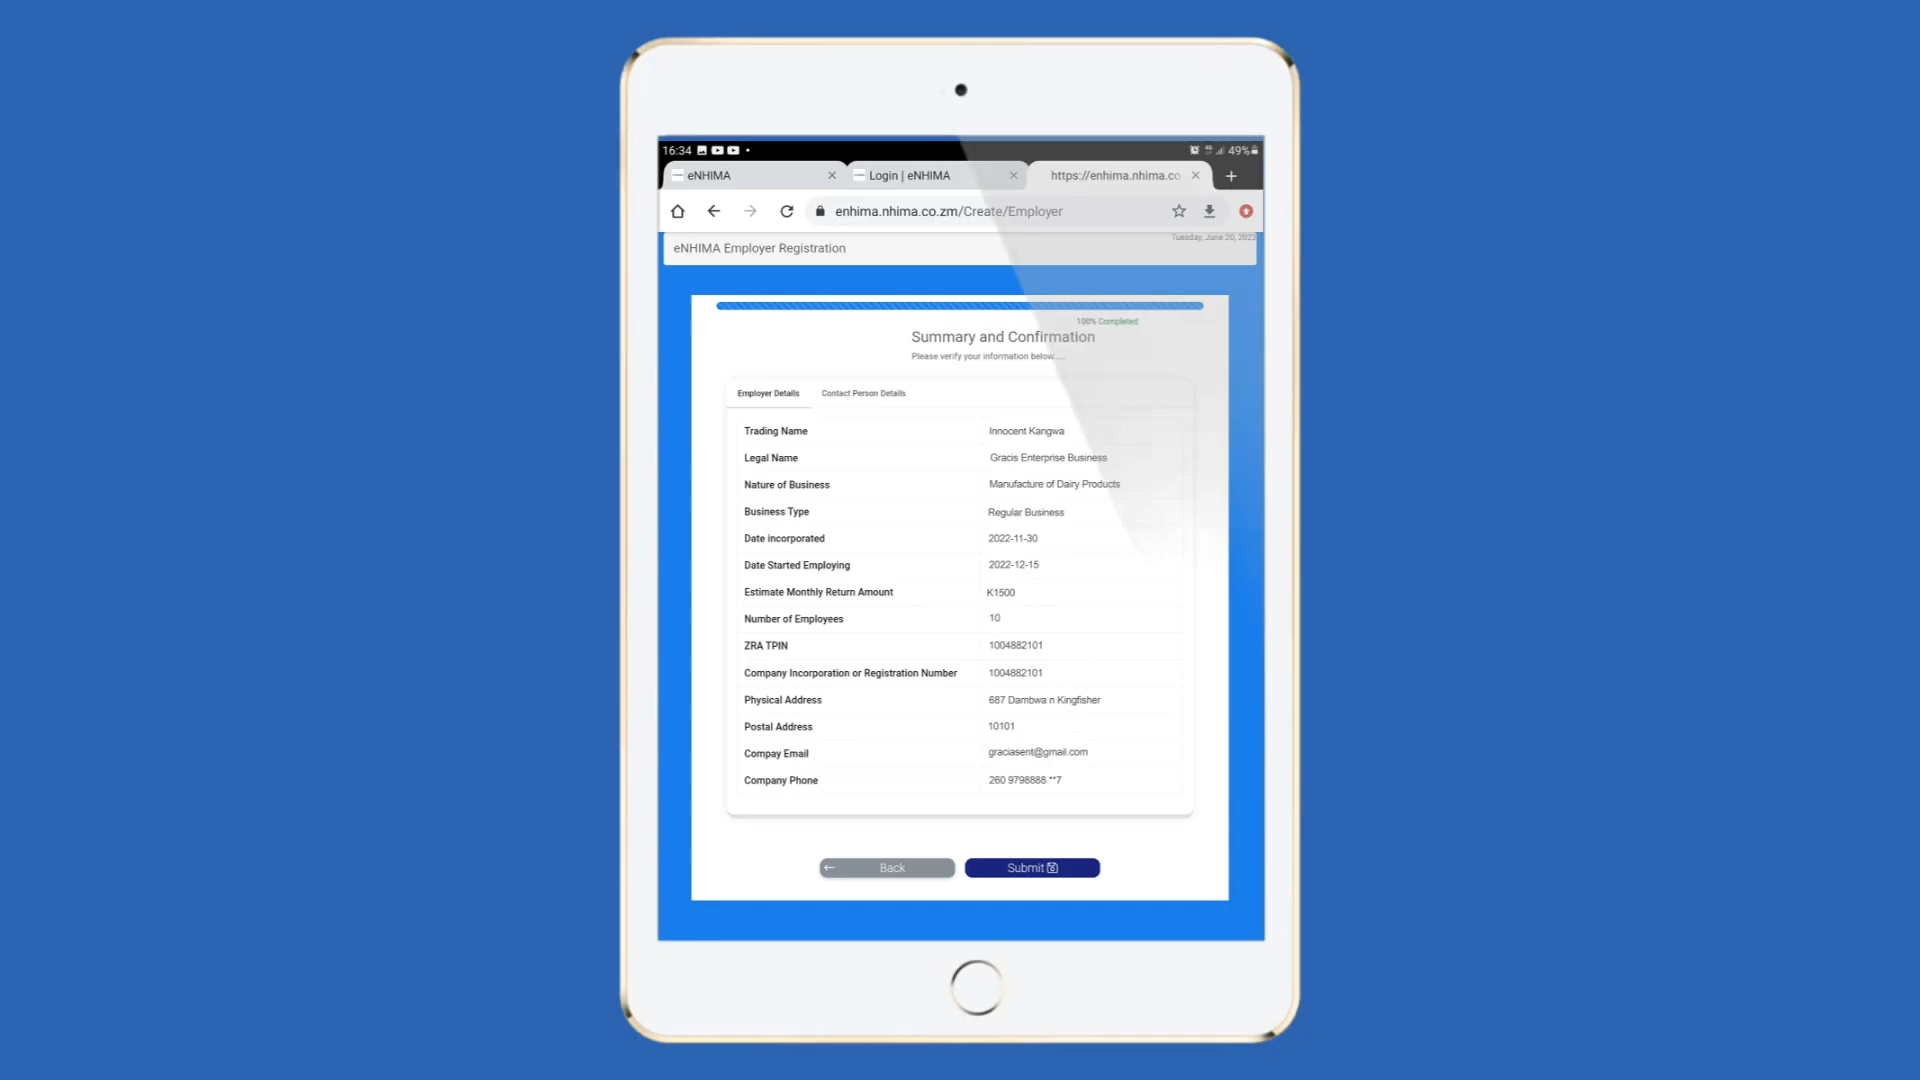 16:34 49%
eNHIMA Login | eNHIMA https://enhima.nhima.co
enhima.nhima.co.zm/Create/Employer
Tuesday, June 20, 2023
eNHIMA Employer Registration
100% Completed
Summary and Confirmation
Please verify your information below.....
Employer Details Contact Person Details
Trading Name Innocent Kangwa
Legal Name Gracis Enterprise Business
Nature of Business Manufacture of Dairy Products
Business Type Regular Business
Date incorporated 2022-11-30
Date Started Employing 2022-12-15
Estimate Monthly Return Amount K1500
Number of Employees 10
ZRA TPIN 1004882101
Company Incorporation or Registration Number 1004882101
Physical Address 687 Dambwa n Kingfisher
Postal Address 10101
Compay Email graciasent@gmail.com
Company Phone 260 9798888 **7
Back Submit